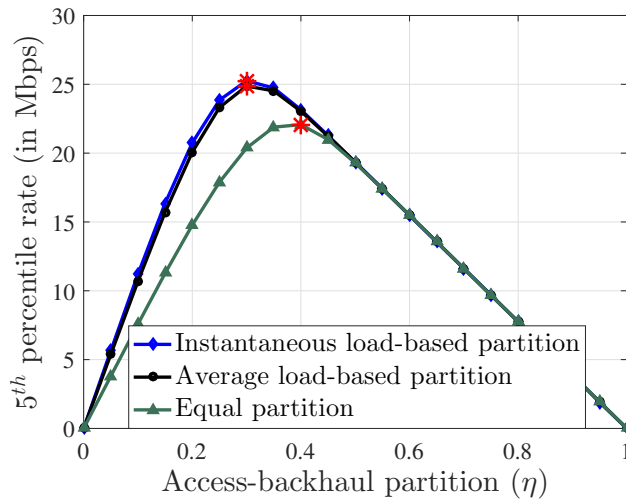 30
25
20
15
10
5
0
5th percentile rate (in Mbps)
Instantaneous load-based partition
Average load-based partition
Equal partition
0 0.2 0.4 0.6 0.8 1
Access-backhaul partition (η)